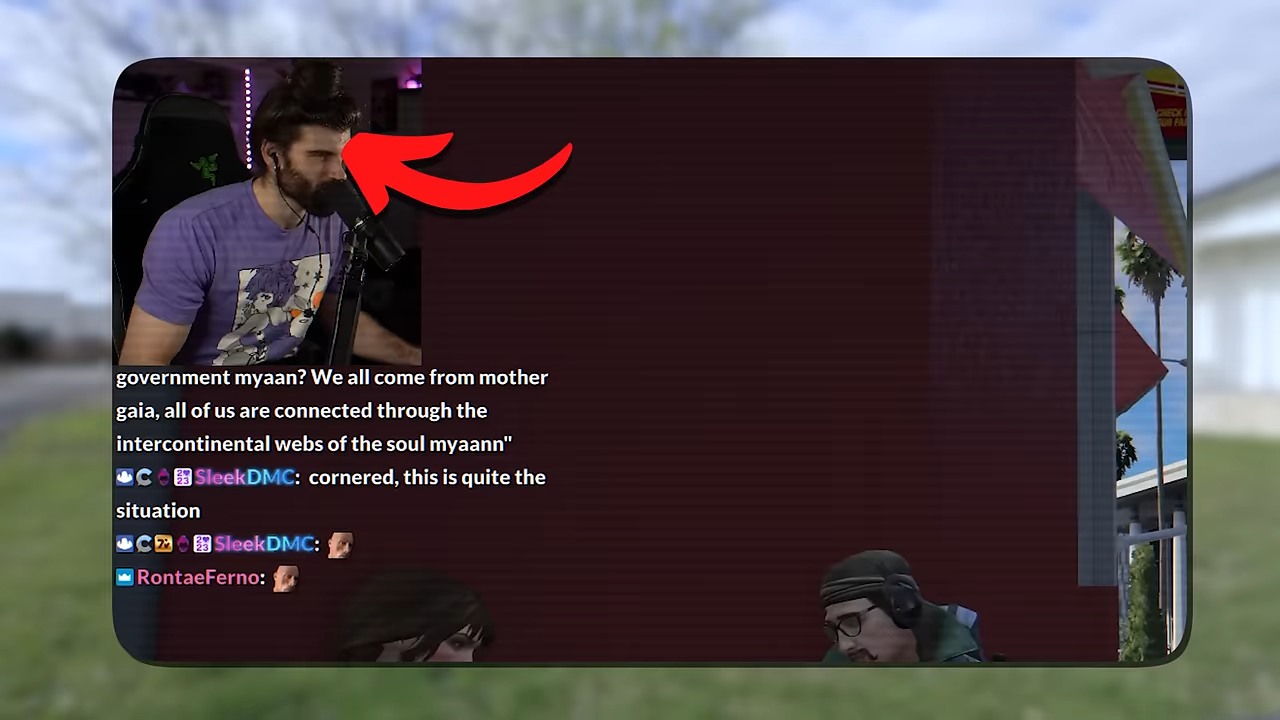 government myaan? We all come from mother
gaia, all of us are connected through the
intercontinental webs of the soul myaann"
SleekDMC: cornered, this is quite the
situation
SleekDMC:
RontaeFerno: